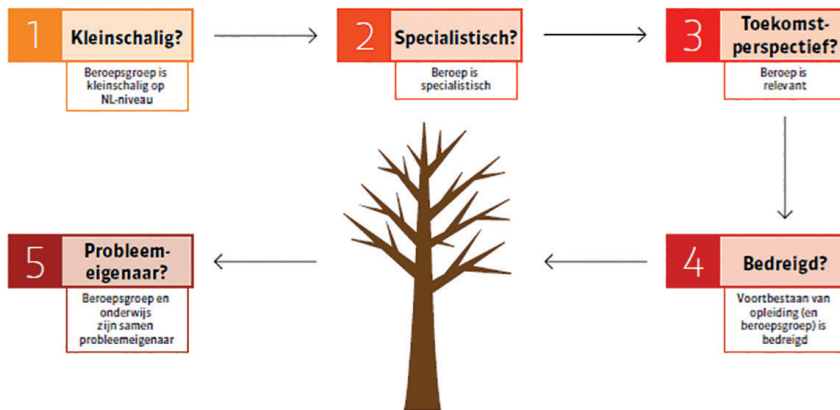 1
Kleinschalig?
Beroepsgroep is
kleinschalig op
NL-niveau
2
Specialistisch?
Beroep is
specialistisch
3
Toekomst-
perspectief?
Beroep is
relevant
4
Bedreigd?
Voortbestaan van
opleiding (en
beroepsgroep) is
bedreigd
5
Probleem-
eigenaar?
Beroepsgroep en
onderwijs
zijn samen
probleemeigenaar